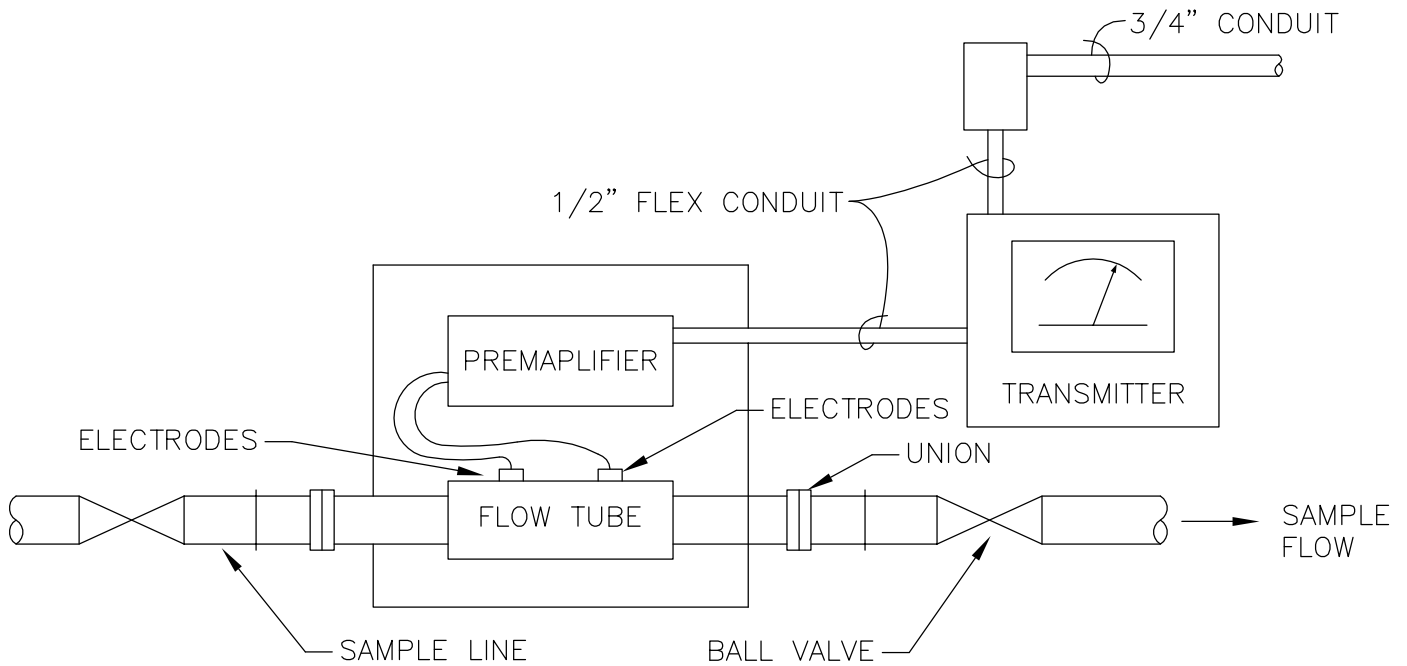 3/4” CONDUIT
1/2” FLEX CONDUIT
PREMAPLIFIER
TRANSMITTER
ELECTRODES
ELECTRODES
UNION
FLOW TUBE
SAMPLE
FLOW
SAMPLE LINE
BALL VALVE